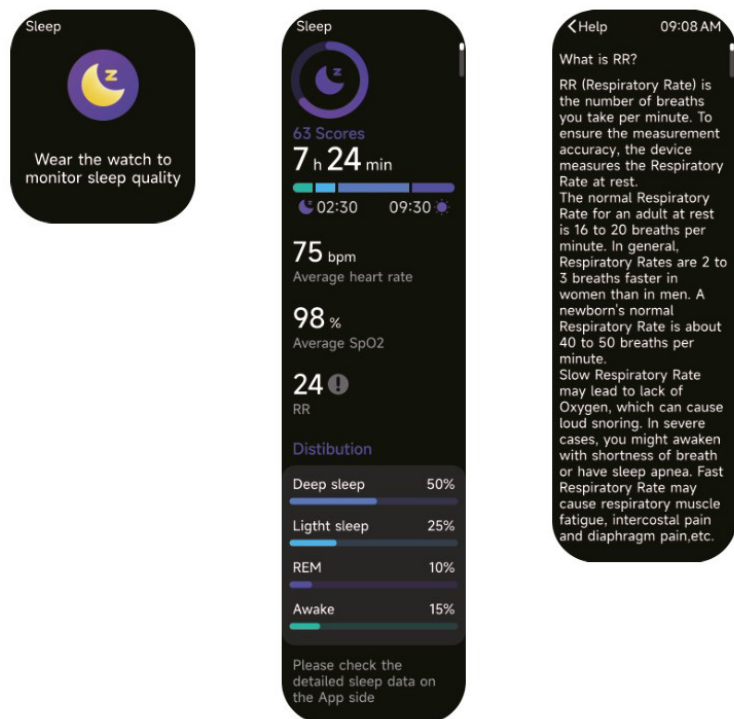 Sleep
z
Wear the watch to
monitor sleep quality
Sleep
z
63 Scores
7 h 24 min
z
02:30 09:30
75 bpm
Average heart rate
98 %
Average SpO2
24 !
RR
Distibution
Deep sleep 50%
Ligtht sleep 25%
REM 10%
Awake 15%
Please check the
detailed sleep data on
the App side
<Help 09:08 AM
What is RR?
RR (Respiratory Rate) is
the number of breaths
you take per minute. To
ensure the measurement
accuracy, the device
measures the Respiratory
Rate at rest.
The normal Respiratory
Rate for an adult at rest
is 16 to 20 breaths per
minute. In general,
Respiratory Rates are 2 to
3 breaths faster in
women than in men. A
newborn's normal
Respiratory Rate is about
40 to 50 breaths per
minute.
Slow Respiratory Rate
may lead to lack of
Oxygen, which can cause
loud snoring. In severe
cases, you might awaken
with shortness of breath
or have sleep apnea. Fast
Respiratory Rate may
cause respiratory muscle
fatigue, intercostal pain
and diaphragm pain,etc.